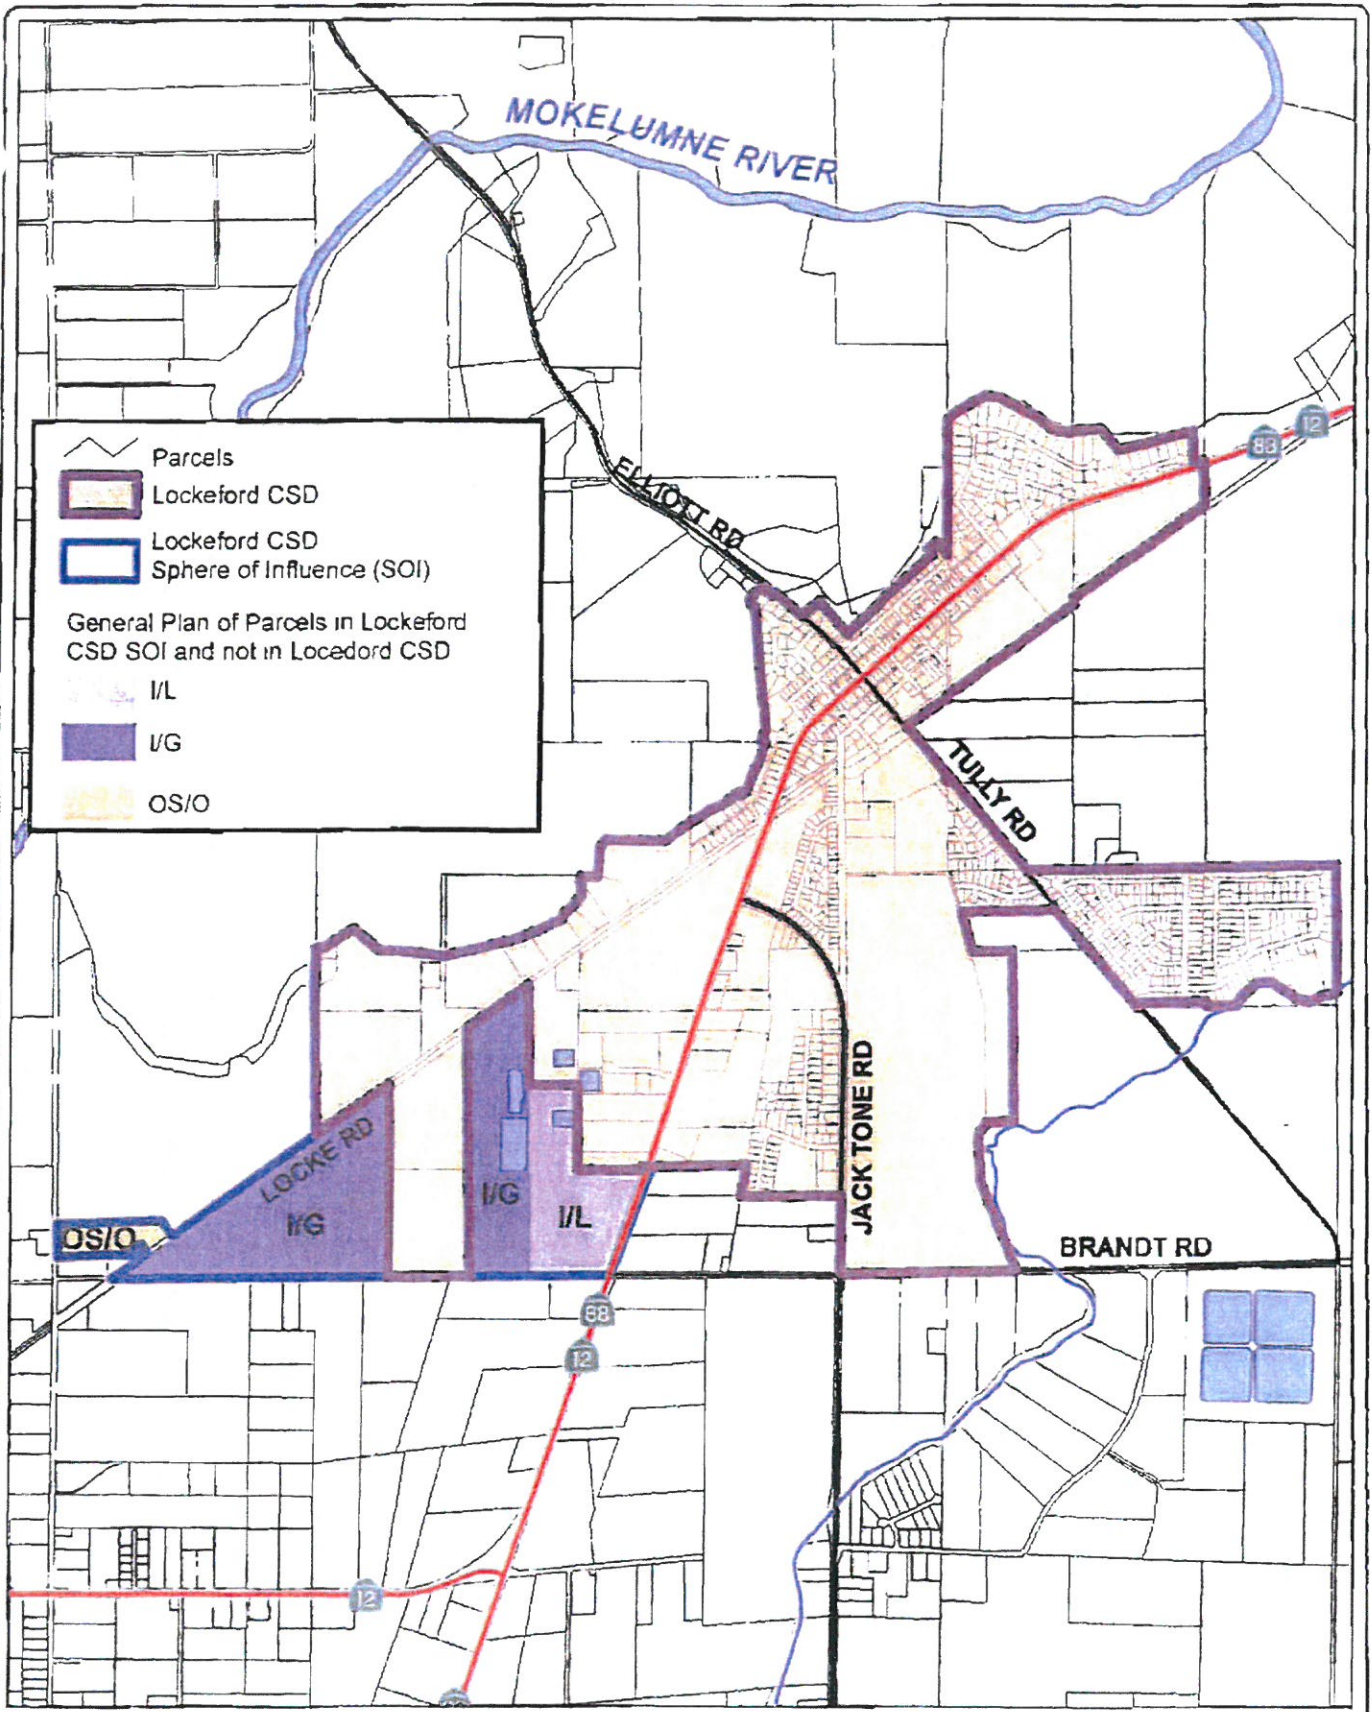 MOKELUMNE RIVER
12
83
Parcels
Lockeford CSD
Lockeford CSD
Sphere of Influence (SOI)
General Plan of Parcels in Lockeford
CSD SOI and not in Locedord CSD
I/L
I/G
OS/O
ELLIOTT RD
TULLY RD
JACK TONE RD
LOCKE RD
I/G
I/G
I/L
OS/O
BRANDT RD
88
12
12